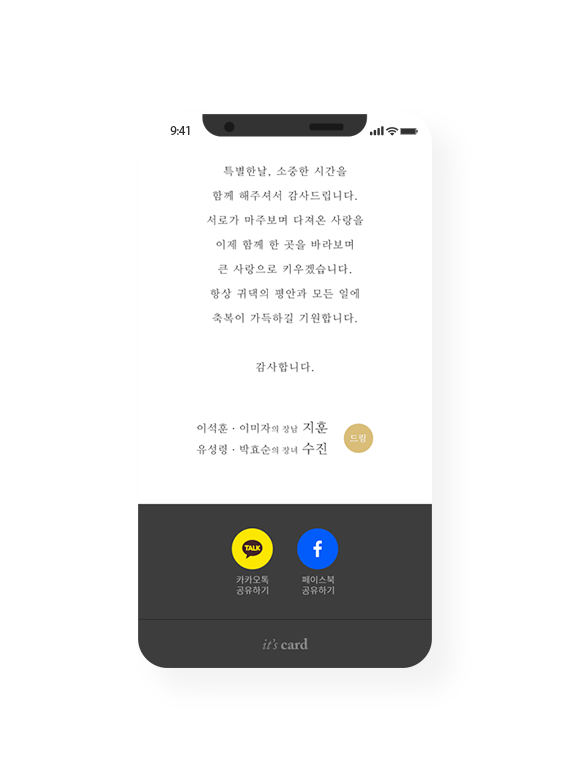 9:41
특별한날, 소중한 시간을
함께 해주셔서 감사드립니다.
서로가 마주보며 다져온 사랑을
이제 함께 한 곳을 바라보며
큰 사랑으로 키우겠습니다.
항상 귀댁의 평안과 모든 일에
축복이 가득하길 기원합니다.
감사합니다.
이석훈 · 이미자의 장남 지훈
유성령 · 박효순의 장녀 수진
드림
TALK
f
카카오톡 페이스북
공유하기 공유하기
it's card